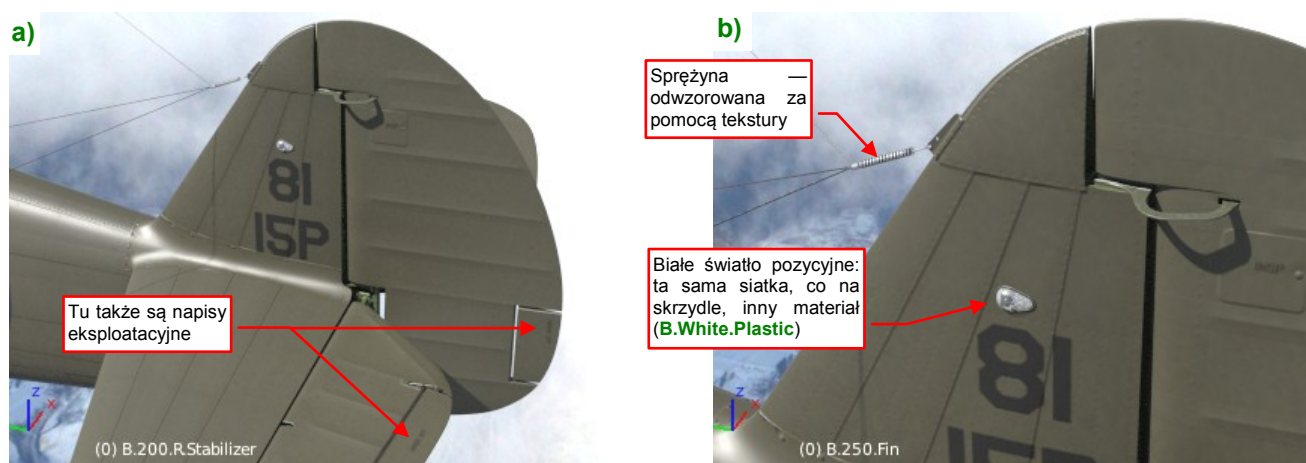 a)
81
15P
Tu także są napisy
eksploatacyjne
z
x
(0) B.200.R.Stabilizer
b)
Sprężyna —
odwzorowana za
pomocą tekstury
INSP
Białe światło pozycyjne:
ta sama siatka, co na
skrzydle, inny materiał
(B.White.Plastic)
81
15P
z
x
(0) B.250.Fin